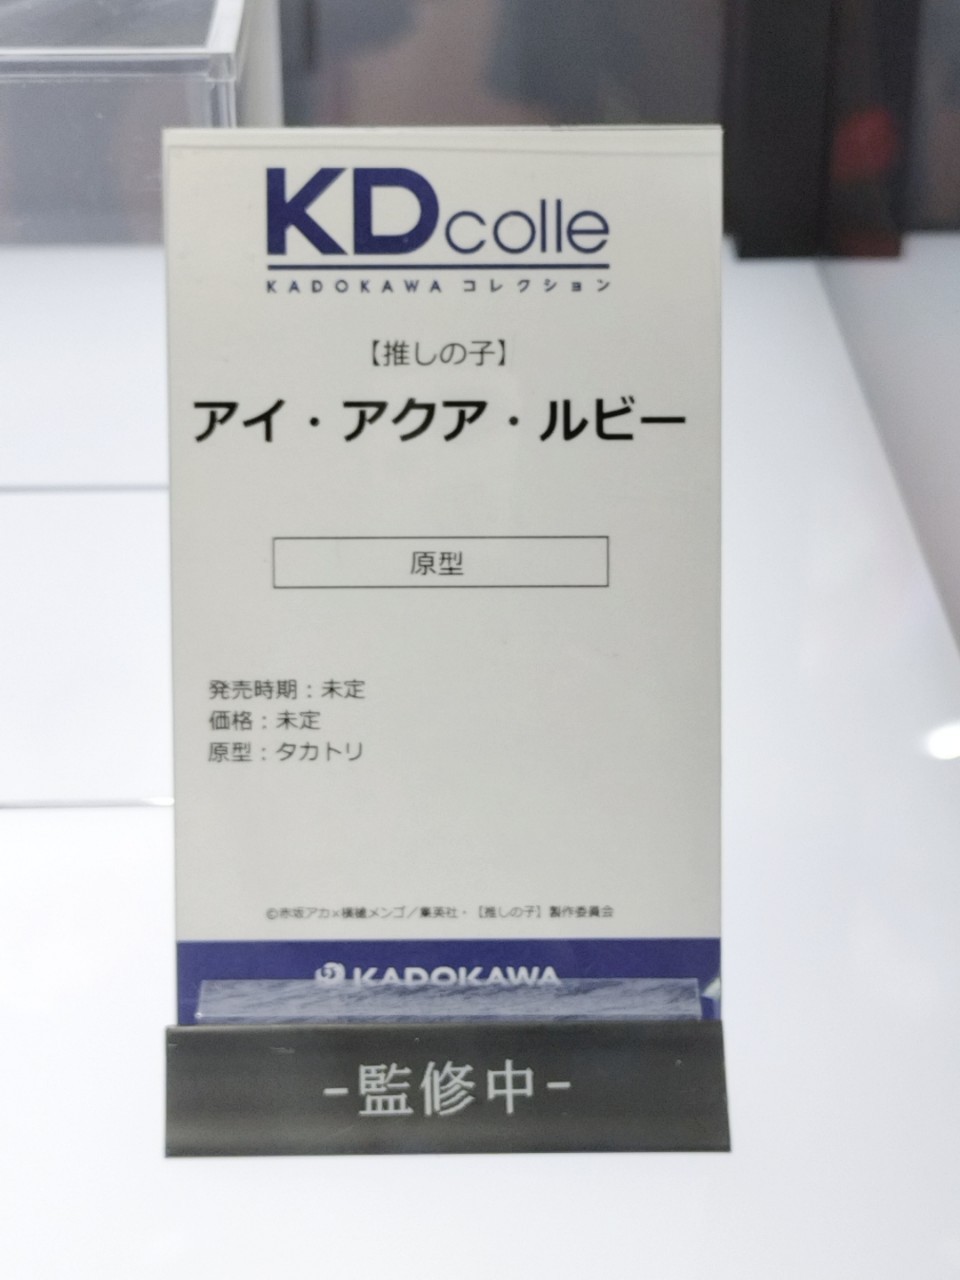 KDcolle
KADOKAWA コレクション
【推しの子】
アイ・アクア・ルビー
原型
発売時期：未定
価格：未定
原型：タカトリ
©赤坂アカ×横槍メンゴ／集英社・【推しの子】製作委員会
KADOKAWA
-監修中-